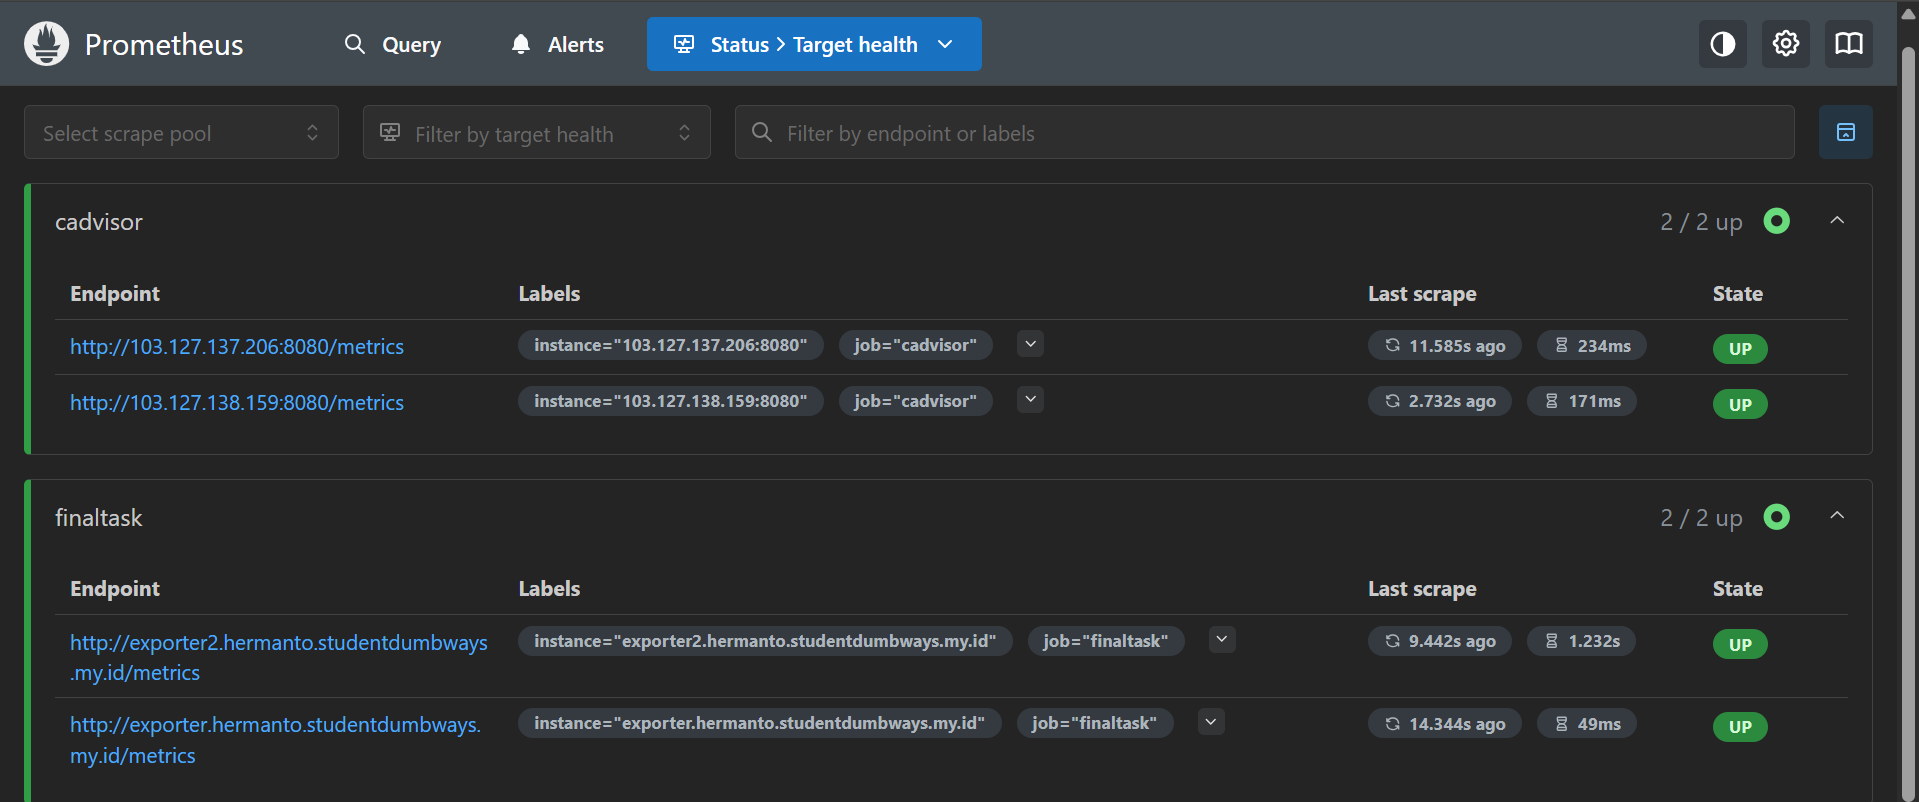 Prometheus
Query
Alerts
Status > Target health
Select scrape pool
Filter by target health
Filter by endpoint or labels
cadvisor
2 / 2 up
Endpoint Labels Last scrape State
http://103.127.137.206:8080/metrics instance="103.127.137.206:8080" job="cadvisor" 11.585s ago 234ms UP
http://103.127.138.159:8080/metrics instance="103.127.138.159:8080" job="cadvisor" 2.732s ago 171ms UP
finaltask
2 / 2 up
Endpoint Labels Last scrape State
http://exporter2.hermanto.studentdumbways instance="exporter2.hermanto.studentdumbways.my.id" job="finaltask" 9.442s ago 1.232s UP
.my.id/metrics
http://exporter.hermanto.studentdumbways. instance="exporter.hermanto.studentdumbways.my.id" job="finaltask" 14.344s ago 49ms UP
my.id/metrics